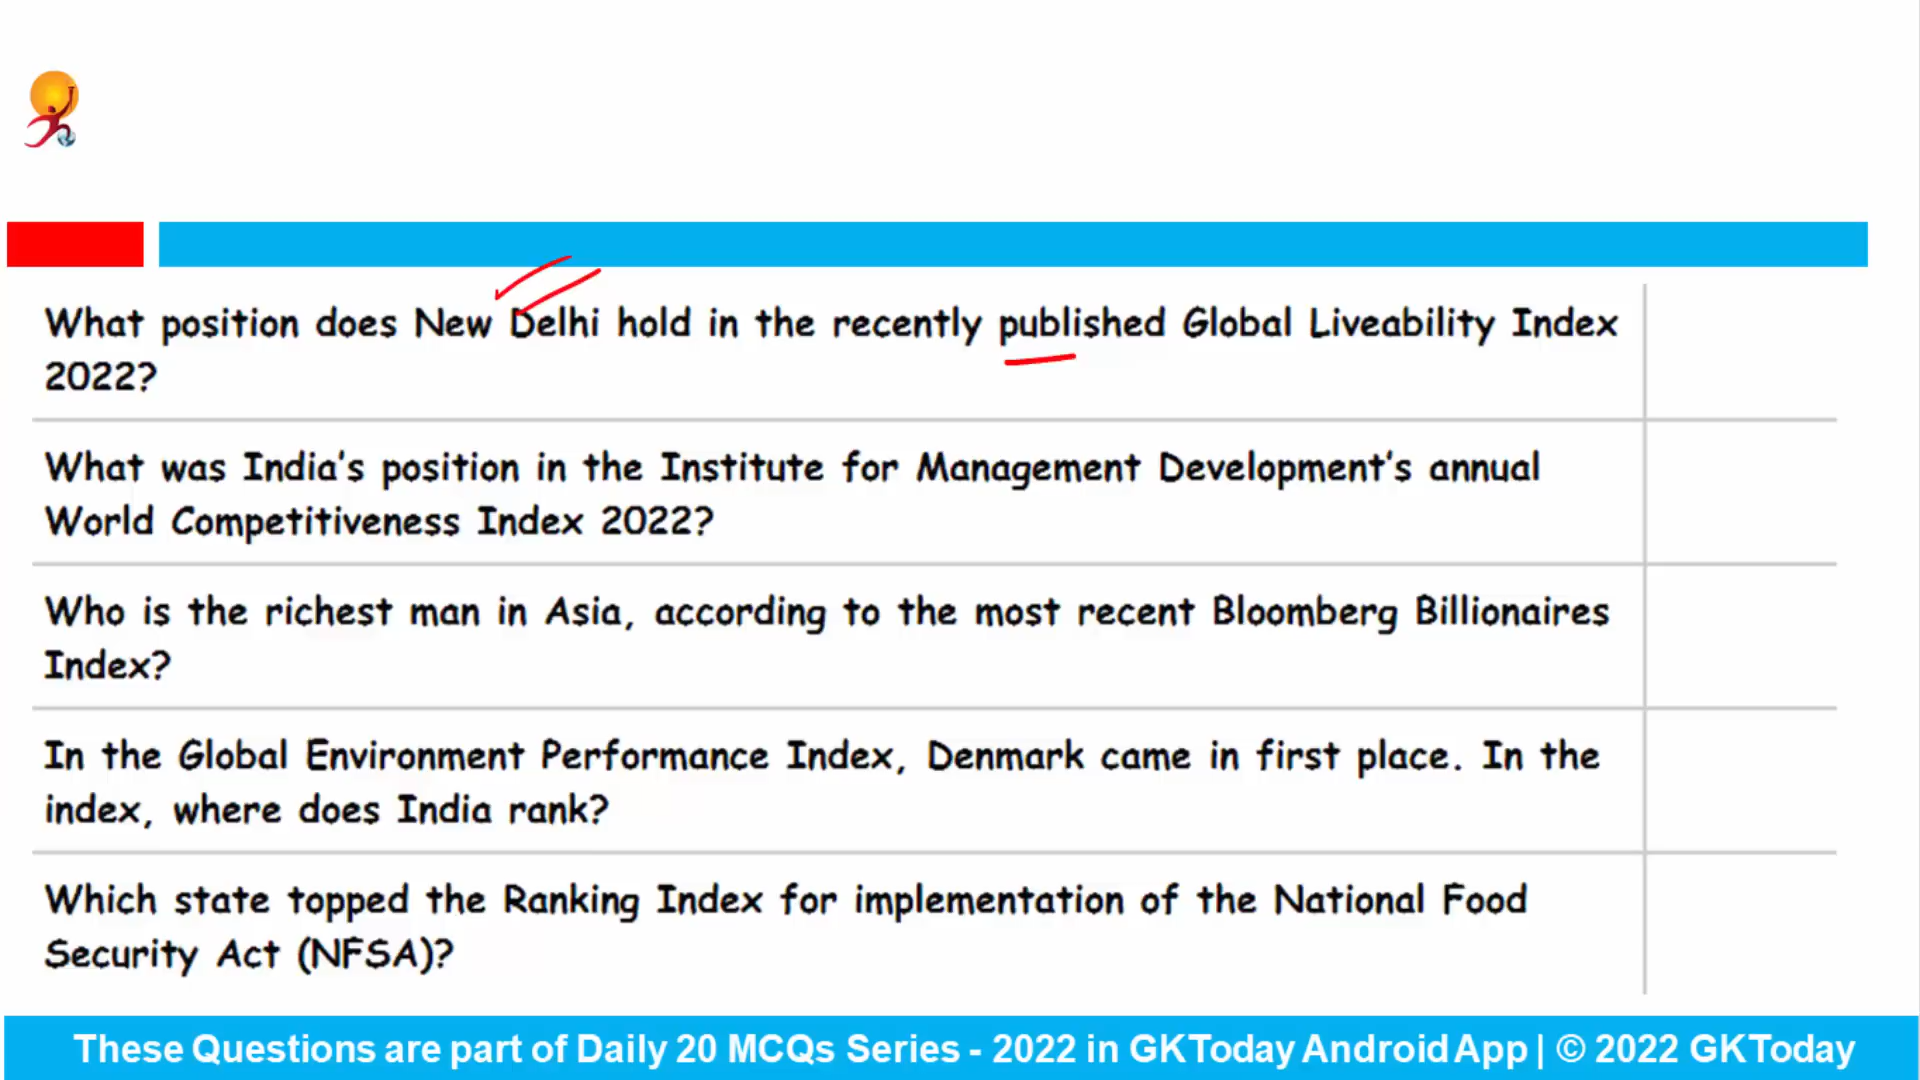 What position does New Delhi hold in the recently published Global Liveability Index
2022?
What was India's position in the Institute for Management Development's annual
World Competitiveness Index 2022?
Who is the richest man in Asia, according to the most recent Bloomberg Billionaires
Index?
In the Global Environment Performance Index, Denmark came in first place. In the
index, where does India rank?
Which state topped the Ranking Index for implementation of the National Food
Security Act (NFSA)?
These Questions are part of Daily 20 MCQs Series - 2022 in GKToday Android App | © 2022 GKToday